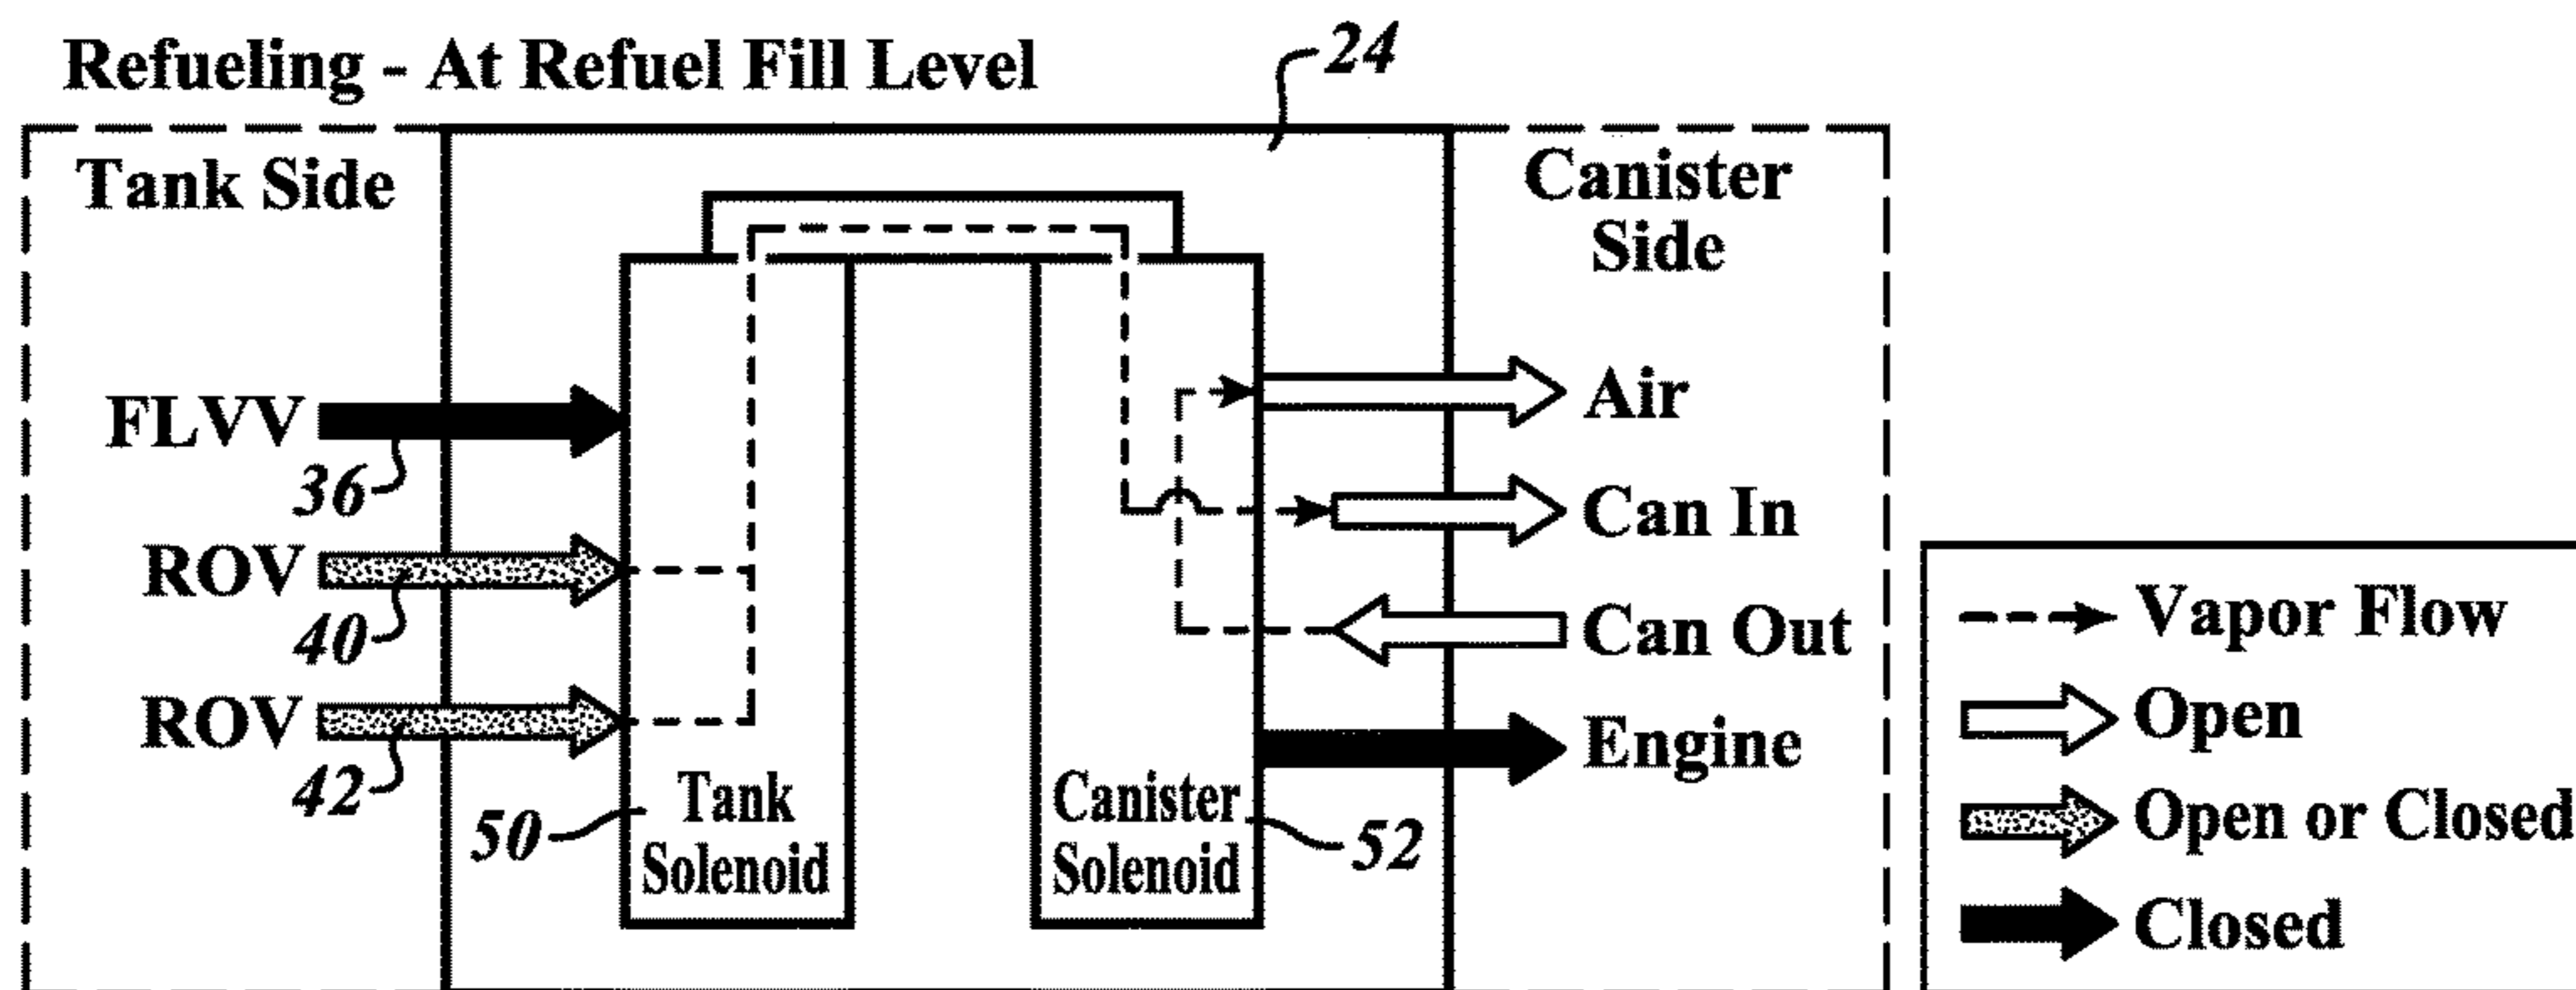 Refueling - At Refuel Fill Level
24
Tank Side
Canister
Side
FLVV
36
ROV
40
ROV
42
50
Tank
Solenoid
Canister
Solenoid
52
Air
Can In
Can Out
Engine
Vapor Flow
Open
Open or Closed
Closed